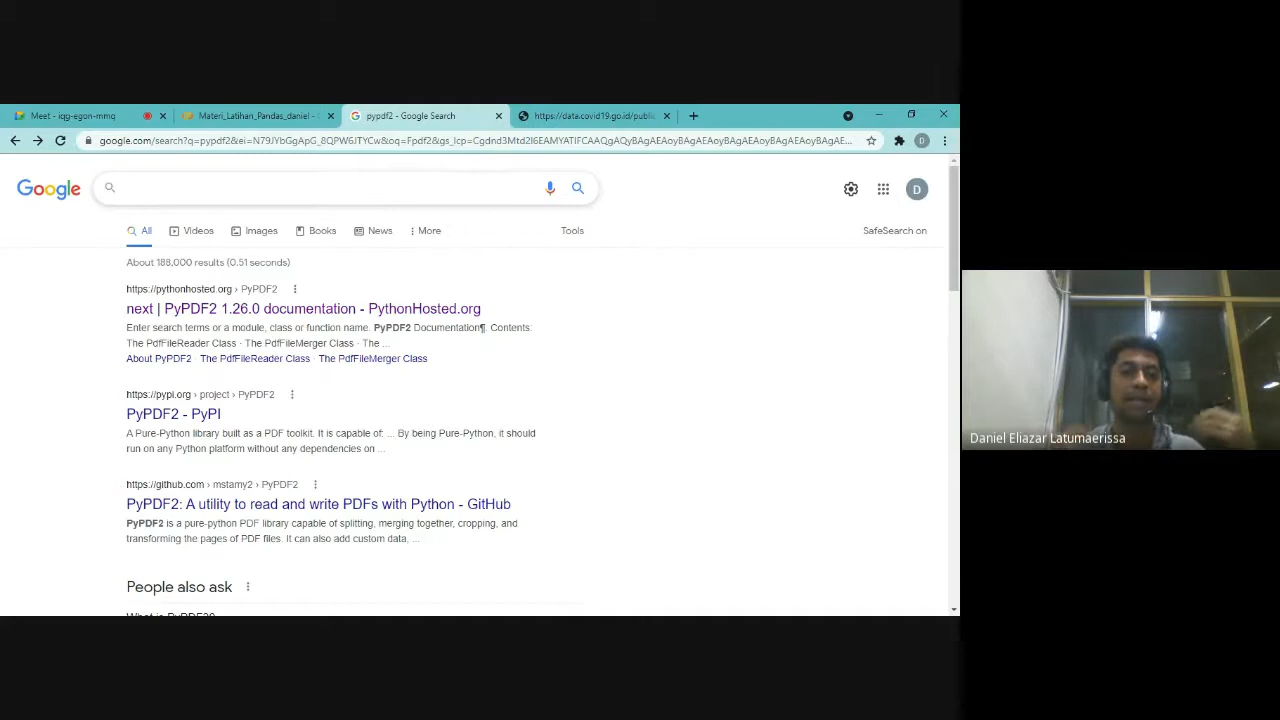 Meet - iqg-egon-mmq
Materi_Latihan_Pandas_daniel -
pypdf2 - Google Search
https://data.covid19.go.id/public
google.com/search?q=pypdf2&ei=
Google
D
D
All
Videos
Images
Books
News
More
Tools
SafeSearch on
About 188,000 results (0.51 seconds)
https://pythonhosted.org › PyPDF2
next | PyPDF2 1.26.0 documentation - PythonHosted.org
Enter search terms or a module, class or function name. PyPDF2 Documentation¶. Contents:
The PdfFileReader Class · The PdfFileMerger Class · The ...
About PyPDF2 · The PdfFileReader Class · The PdfFileMerger Class
https://pypi.org › project › PyPDF2
PyPDF2 - PyPI
A Pure-Python library built as a PDF toolkit. It is capable of: ... By being Pure-Python, it should
run on any Python platform without any dependencies on ...
https://github.com › mstamy2 › PyPDF2
PyPDF2: A utility to read and write PDFs with Python - GitHub
PyPDF2 is a pure-python PDF library capable of splitting, merging together, cropping, and
transforming the pages of PDF files. It can also add custom data, ...
People also ask
What is PyPDF2?
Daniel Eliazar Latumaerissa